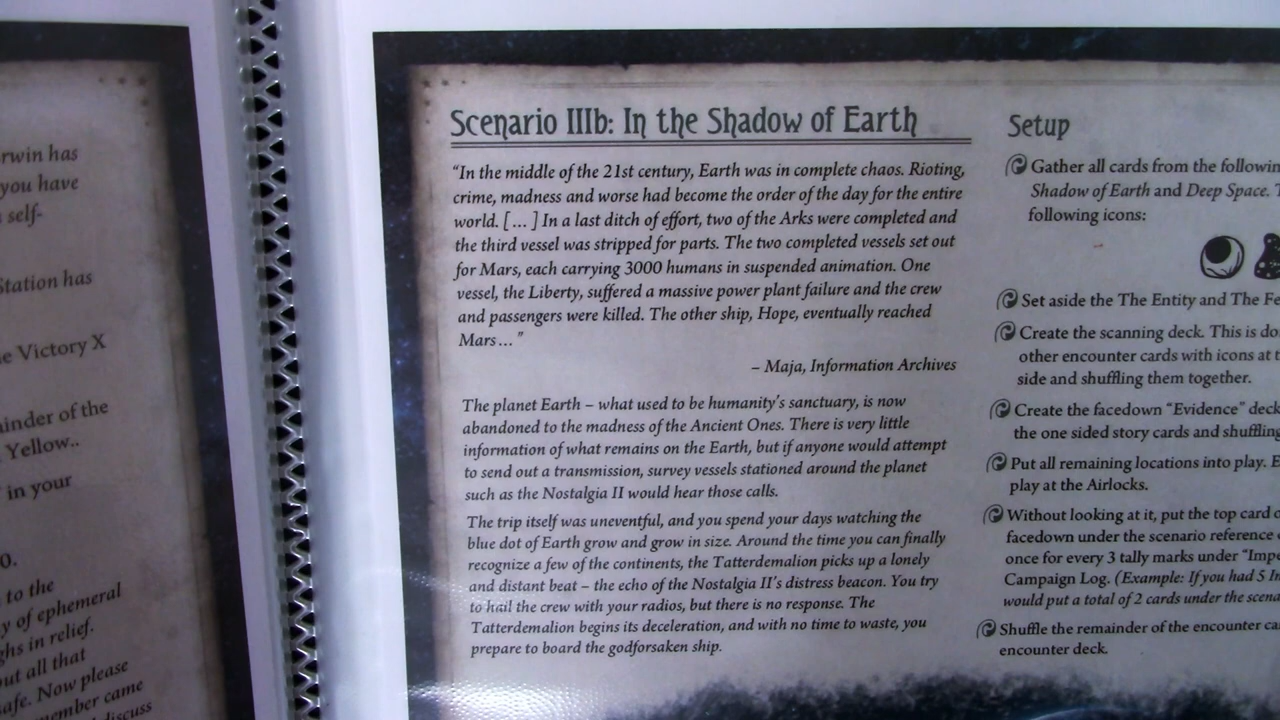 rwin has
you have
self-
Station has
e Victory X
ainder of the
Yellow..
in your
0.
to the
y of ephemeral
ghs in relief.
out all that
safe. Now please
member came
discuss
Scenario IIIb: In the Shadow of Earth
“In the middle of the 21st century, Earth was in complete chaos. Rioting,
crime, madness and worse had become the order of the day for the entire
world. [ … ] In a last ditch of effort, two of the Arks were completed and
the third vessel was stripped for parts. The two completed vessels set out
for Mars, each carrying 3000 humans in suspended animation. One
vessel, the Liberty, suffered a massive power plant failure and the crew
and passengers were killed. The other ship, Hope, eventually reached
Mars… ”
– Maja, Information Archives
The planet Earth – what used to be humanity’s sanctuary, is now
abandoned to the madness of the Ancient Ones. There is very little
information of what remains on the Earth, but if anyone would attempt
to send out a transmission, survey vessels stationed around the planet
such as the Nostalgia II would hear those calls.
The trip itself was uneventful, and you spend your days watching the
blue dot of Earth grow and grow in size. Around the time you can finally
recognize a few of the continents, the Tatterdemalion picks up a lonely
and distant beat – the echo of the Nostalgia II’s distress beacon. You try
to hail the crew with your radios, but there is no response. The
Tatterdemalion begins its deceleration, and with no time to waste, you
prepare to board the godforsaken ship.
Setup
Gather all cards from the followin
Shadow of Earth and Deep Space. T
following icons:
Set aside the The Entity and The Fe
Create the scanning deck. This is do
other encounter cards with icons at t
side and shuffling them together.
Create the facedown “Evidence” deck
the one sided story cards and shuffling
Put all remaining locations into play. E
play at the Airlocks.
Without looking at it, put the top card o
facedown under the scenario reference
once for every 3 tally marks under “Impe
Campaign Log. (Example: If you had 5 In
would put a total of 2 cards under the scena
Shuffle the remainder of the encounter ca
encounter deck.